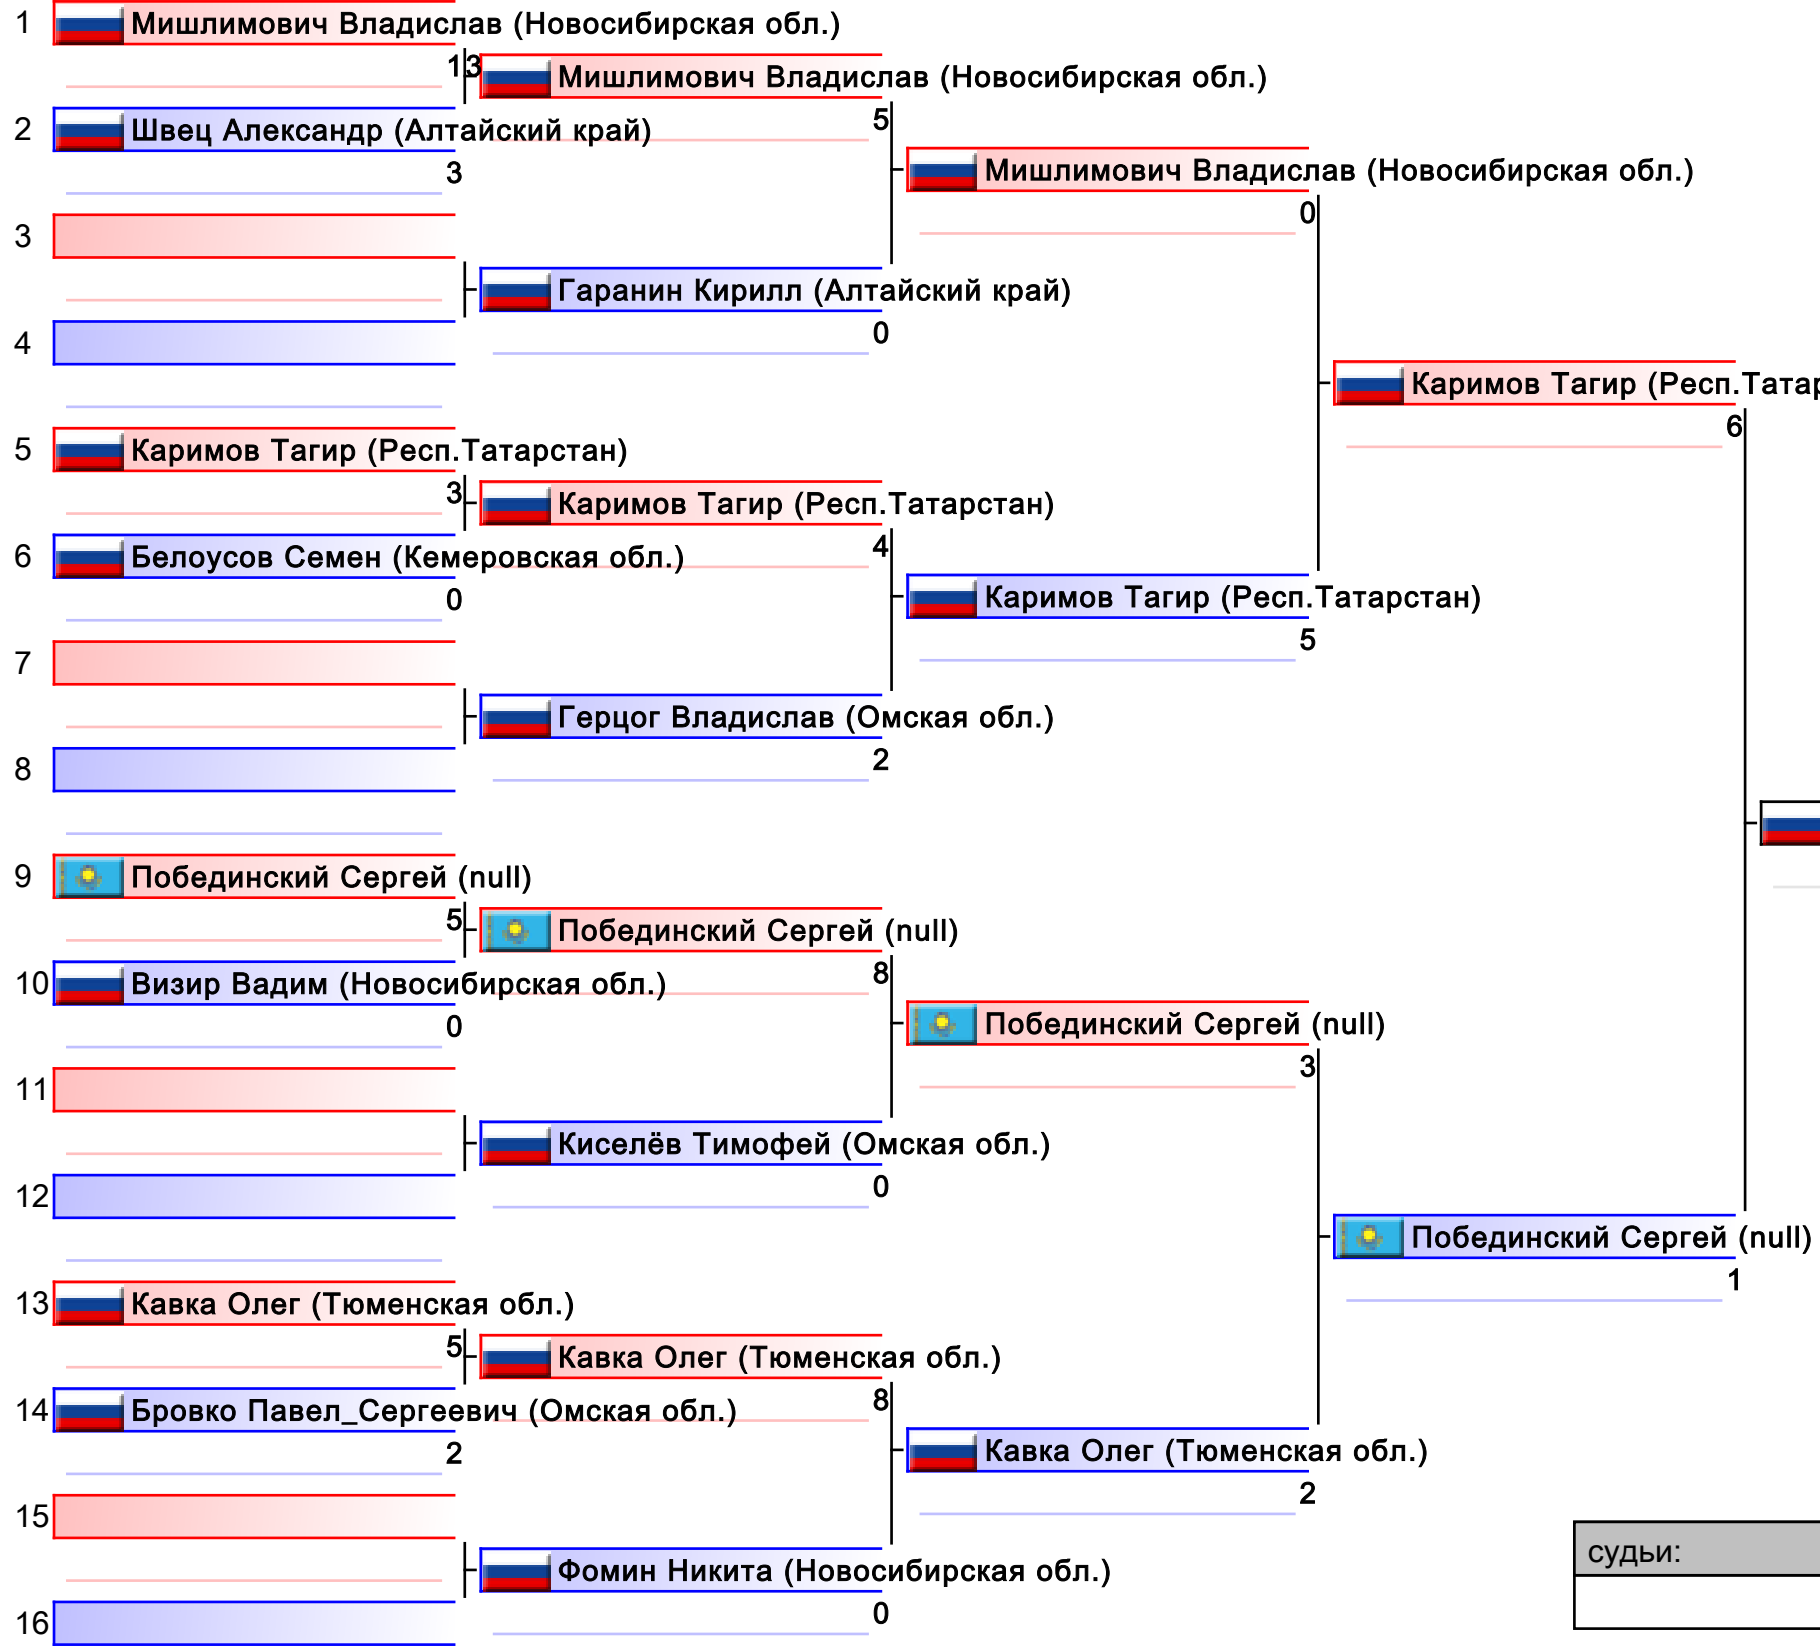 1 Мишлимович Владислав (Новосибирская обл.)
13 Мишлимович Владислав (Новосибирская обл.)
2 Швец Александр (Алтайский край)
5
3
Мишлимович Владислав (Новосибирская обл.)
0
3
Гаранин Кирилл (Алтайский край)
0
4
Каримов Тагир (Респ.Татар
6
5 Каримов Тагир (Респ.Татарстан)
3 Каримов Тагир (Респ.Татарстан)
6 Белоусов Семен (Кемеровская обл.)
4
0
Каримов Тагир (Респ.Татарстан)
5
7
Герцог Владислав (Омская обл.)
2
8
9 Побединский Сергей (null)
5 Побединский Сергей (null)
10 Визир Вадим (Новосибирская обл.)
8
0
Побединский Сергей (null)
3
11
Киселёв Тимофей (Омская обл.)
0
12
Побединский Сергей (null)
1
13 Кавка Олег (Тюменская обл.)
5 Кавка Олег (Тюменская обл.)
14 Бровко Павел_Сергеевич (Омская обл.)
8
2
Кавка Олег (Тюменская обл.)
2
15
Фомин Никита (Новосибирская обл.)
0
16
судьи: